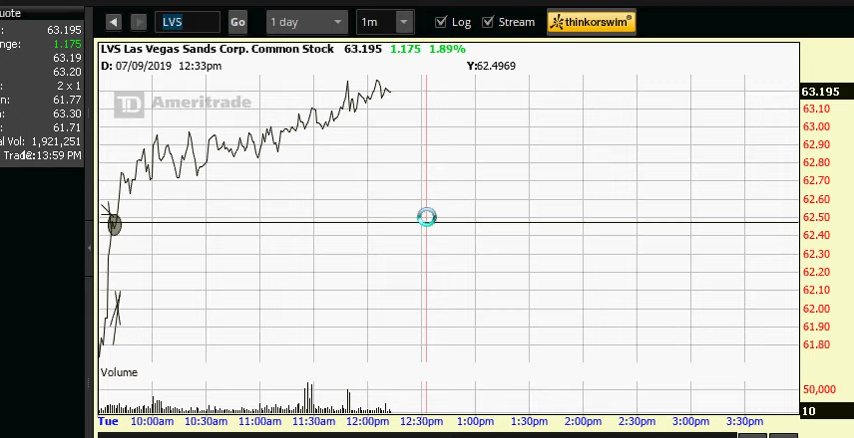 uote
LVS
Go
1 day
1m
Log
Stream
thinkorswim
: 63.195
nge: 1.175
63.19
63.20
: 2 x 1
n: 61.77
h: 63.30
: 61.71
al Vol: 1,921,251
Trade: 12:13:59 PM
LVS Las Vegas Sands Corp. Common Stock 63.195 1.175 1.89%
D: 07/09/2019 12:33pm Y:62.4969
TD Ameritrade
63.195
63.10
63.00
62.90
62.80
62.70
62.60
62.50
62.40
62.30
62.20
62.10
62.00
61.90
61.80
Volume
50,000
10
Tue 10:00am 10:30am 11:00am 11:30am 12:00pm 12:30pm 1:00pm 1:30pm 2:00pm 2:30pm 3:00pm 3:30pm